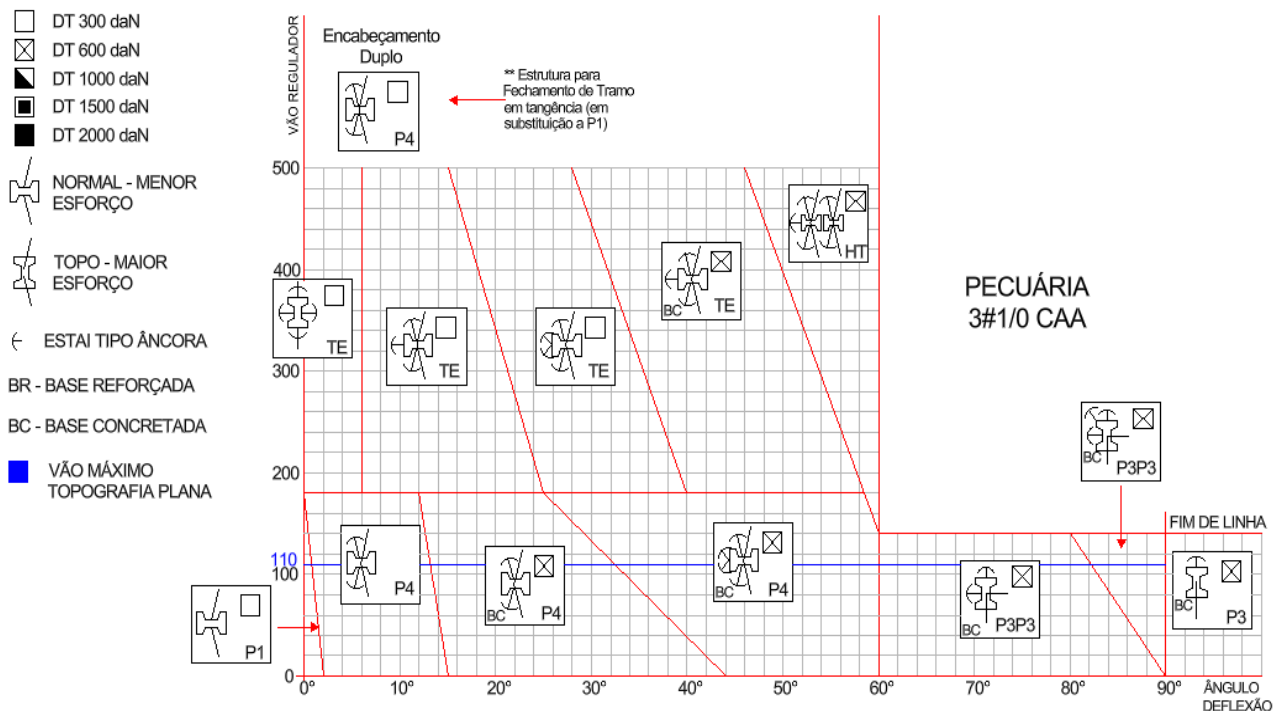 DT 300 daN
DT 600 daN
DT 1000 daN
DT 1500 daN
DT 2000 daN
NORMAL - MENOR
ESFORÇO
TOPO - MAIOR
ESFORÇO
ESTAI TIPO ÂNCORA
BR - BASE REFORÇADA
BC - BASE CONCRETADA
VÃO MÁXIMO
TOPOGRAFIA PLANA
VÃO REGULADOR
Encabeçamento
Duplo
P4
** Estrutura para
Fechamento de Tramo
em tangência (em
substituição a P1)
500
400
300
200
110
100
0
TE
TE
TE
BC TE
HT
PECUÁRIA
3#1/0 CAA
BC P3P3
FIM DE LINHA
P1
P4
BC P4
BC P4
BC P3P3
BC P3
0° 10° 20° 30° 40° 50° 60° 70° 80° 90°
ÂNGULO
DEFLEXÃO